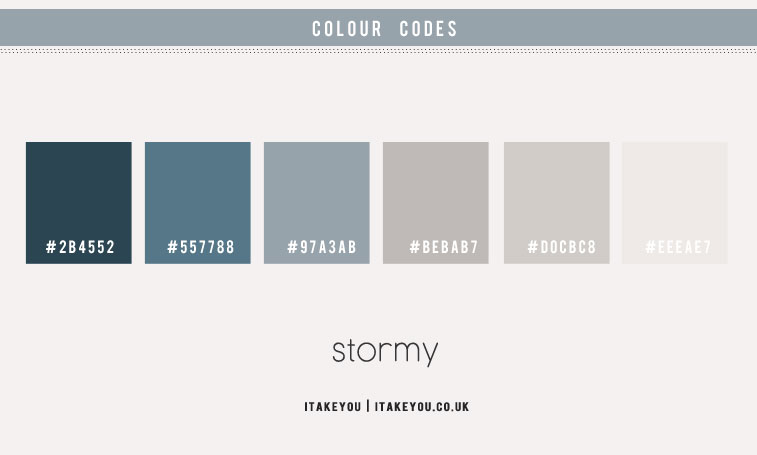 COLOUR CODES
#2B4552 #557788 #97A3AB #BEBAB7 #D0CBC8 #EEEAE7
stormy
ITAKEYOU | ITAKEYOU.CO.UK